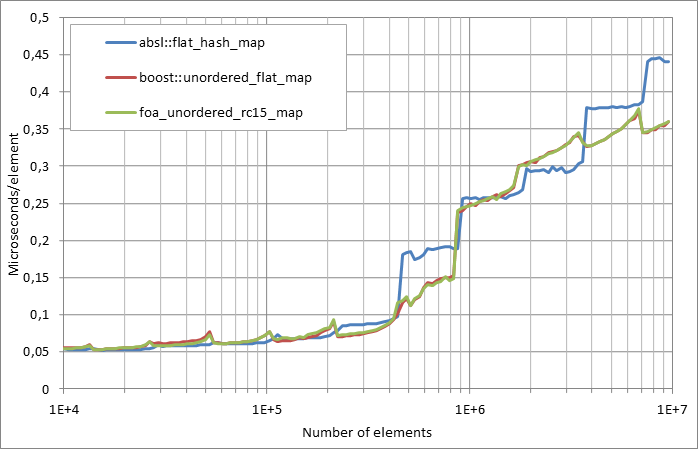 0,5
0,45
0,4
0,35
0,3
0,25
0,2
0,15
0,1
0,05
0
Microseconds/element
absl::flat_hash_map
boost::unordered_flat_map
foa_unordered_rc15_map
1E+4 1E+5 1E+6 1E+7
Number of elements